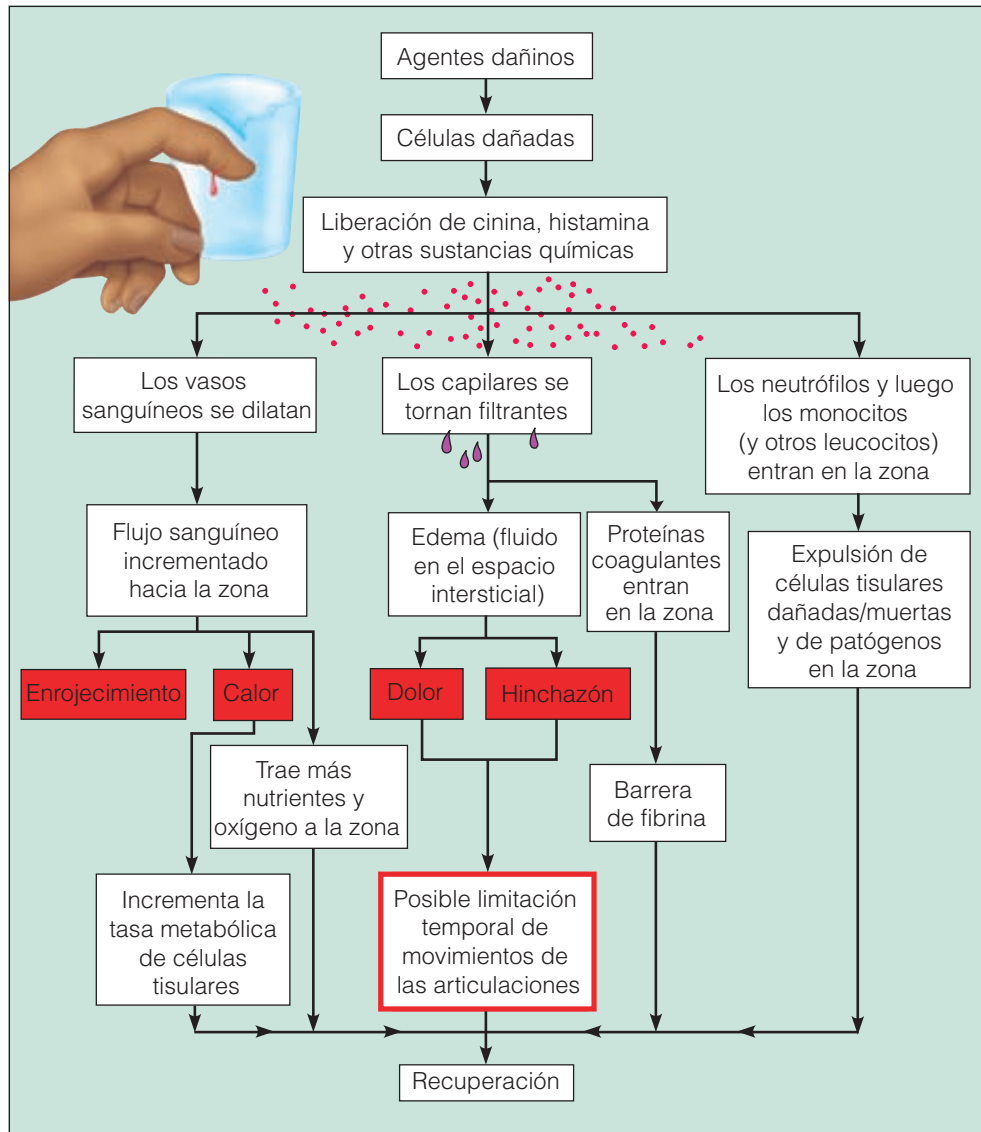 Agentes dañinos
Células dañadas
Liberación de cinina, histamina
y otras sustancias químicas
Los vasos
sanguíneos se dilatan
Los capilares se
tornan filtrantes
Los neutrófilos y luego
los monocitos
(y otros leucocitos)
entran en la zona
Flujo sanguíneo
incrementado
hacia la zona
Edema (fluido
en el espacio
intersticial)
Proteínas
coagulantes
entran
en la zona
Expulsión de
células tisulares
dañadas/muertas
y de patógenos
en la zona
Enrojecimiento
Calor
Dolor
Hinchazón
Trae más
nutrientes y
oxígeno a la zona
Barrera
de fibrina
Incrementa la
tasa metabólica
de células
tisulares
Posible limitación
temporal de
movimientos de
las articulaciones
Recuperación